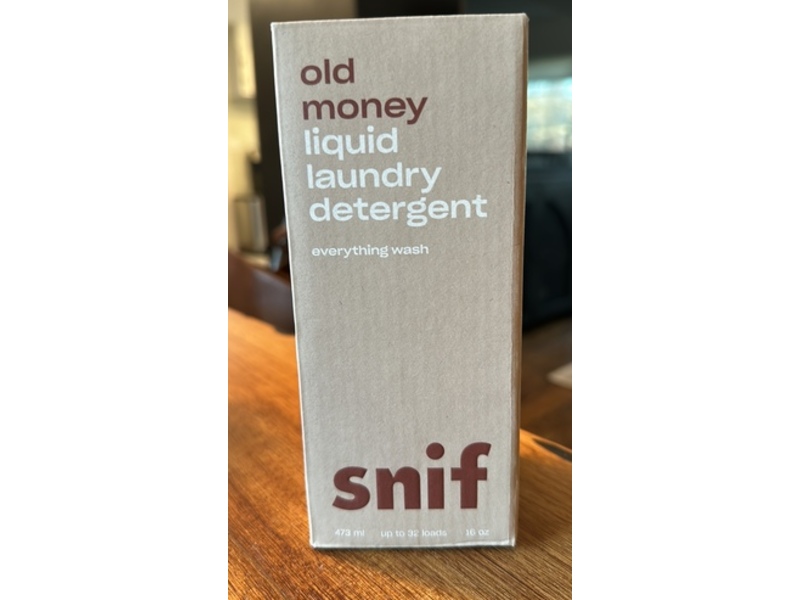 old
money
liquid
laundry
detergent
everything wash
snif
473 ml up to 32 loads 16 oz